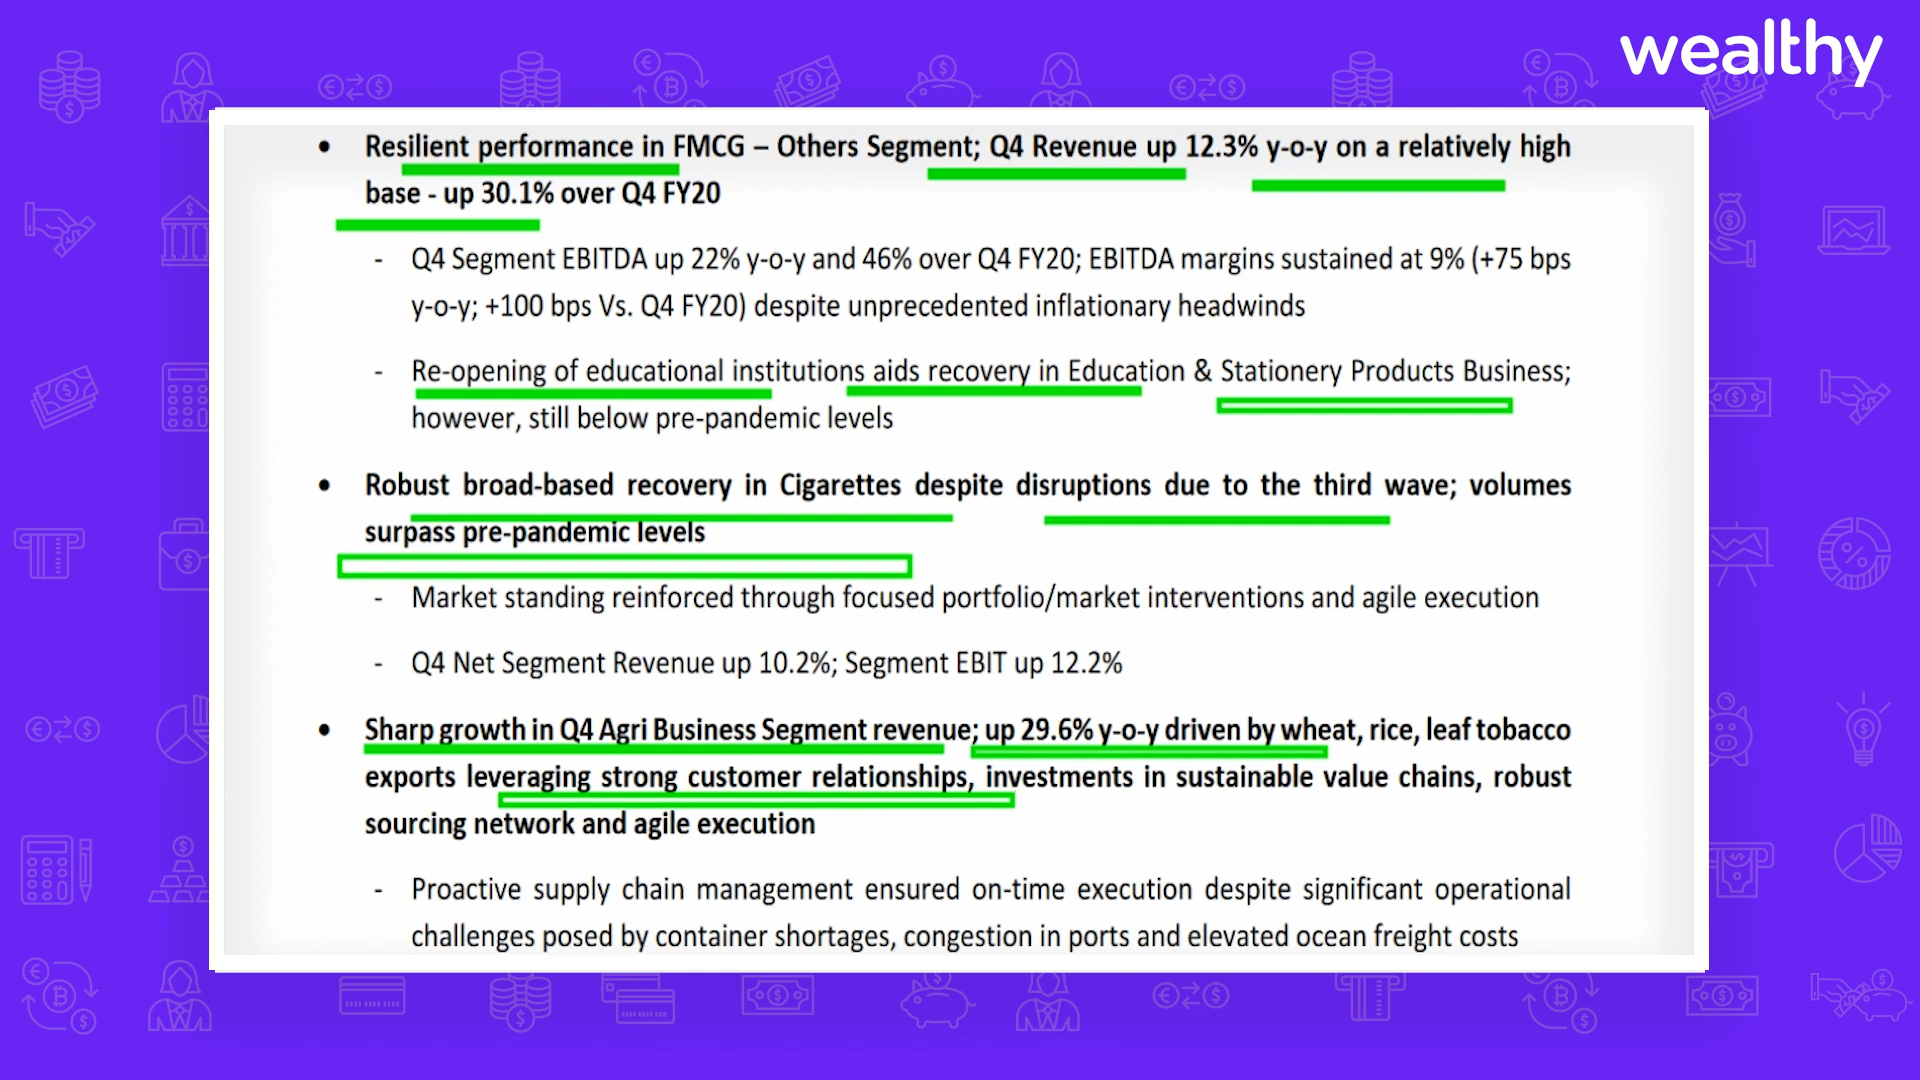 wealthy
• Resilient performance in FMCG – Others Segment; Q4 Revenue up 12.3% y-o-y on a relatively high
base - up 30.1% over Q4 FY20
- Q4 Segment EBITDA up 22% y-o-y and 46% over Q4 FY20; EBITDA margins sustained at 9% (+75 bps
y-o-y; +100 bps Vs. Q4 FY20) despite unprecedented inflationary headwinds
- Re-opening of educational institutions aids recovery in Education & Stationery Products Business;
however, still below pre-pandemic levels
• Robust broad-based recovery in Cigarettes despite disruptions due to the third wave; volumes
surpass pre-pandemic levels
- Market standing reinforced through focused portfolio/market interventions and agile execution
- Q4 Net Segment Revenue up 10.2%; Segment EBIT up 12.2%
• Sharp growth in Q4 Agri Business Segment revenue; up 29.6% y-o-y driven by wheat, rice, leaf tobacco
exports leveraging strong customer relationships, investments in sustainable value chains, robust
sourcing network and agile execution
- Proactive supply chain management ensured on-time execution despite significant operational
challenges posed by container shortages, congestion in ports and elevated ocean freight costs